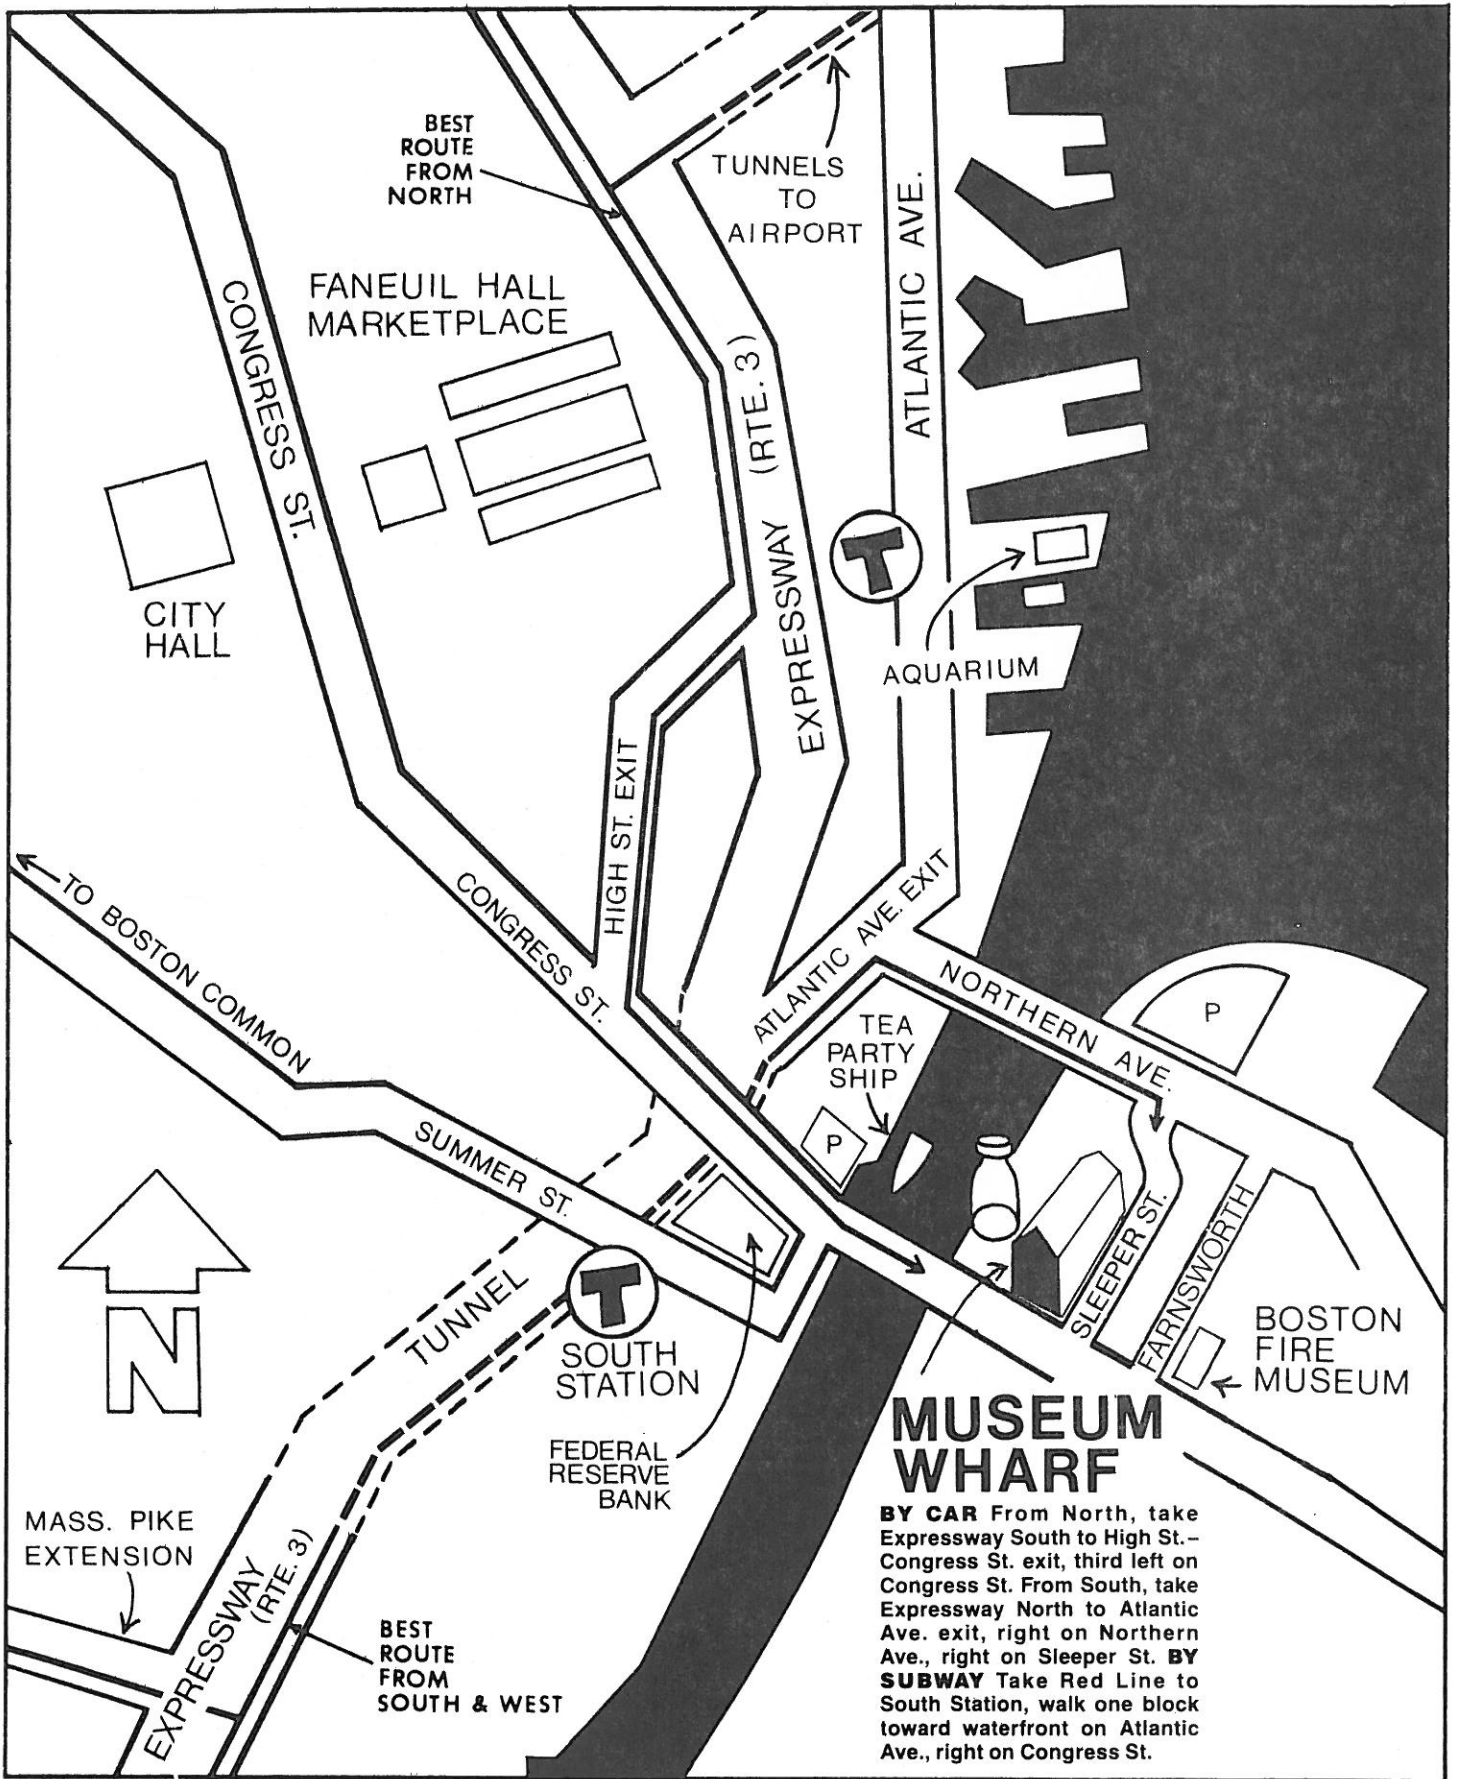 BEST
ROUTE
FROM
NORTH
TUNNELS
TO
AIRPORT
ATLANTIC AVE.
FANEUIL HALL
MARKETPLACE
CONGRESS ST.
(RTE. 3)
EXPRESSWAY
T
CITY
HALL
AQUARIUM
HIGH ST. EXIT
ATLANTIC AVE. EXIT
TO BOSTON COMMON
CONGRESS ST.
NORTHERN AVE.
P
TEA
PARTY
SHIP
P
SUMMER ST.
N
TUNNEL
T
SOUTH
STATION
SLEEPER ST.
FARNSWORTH
BOSTON
FIRE
MUSEUM
FEDERAL
RESERVE
BANK
MASS. PIKE
EXTENSION
EXPRESSWAY
(RTE. 3)
BEST
ROUTE
FROM
SOUTH & WEST
MUSEUM
WHARF
BY CAR From North, take
Expressway South to High St.–
Congress St. exit, third left on
Congress St. From South, take
Expressway North to Atlantic
Ave. exit, right on Northern
Ave., right on Sleeper St. BY
SUBWAY Take Red Line to
South Station, walk one block
toward waterfront on Atlantic
Ave., right on Congress St.